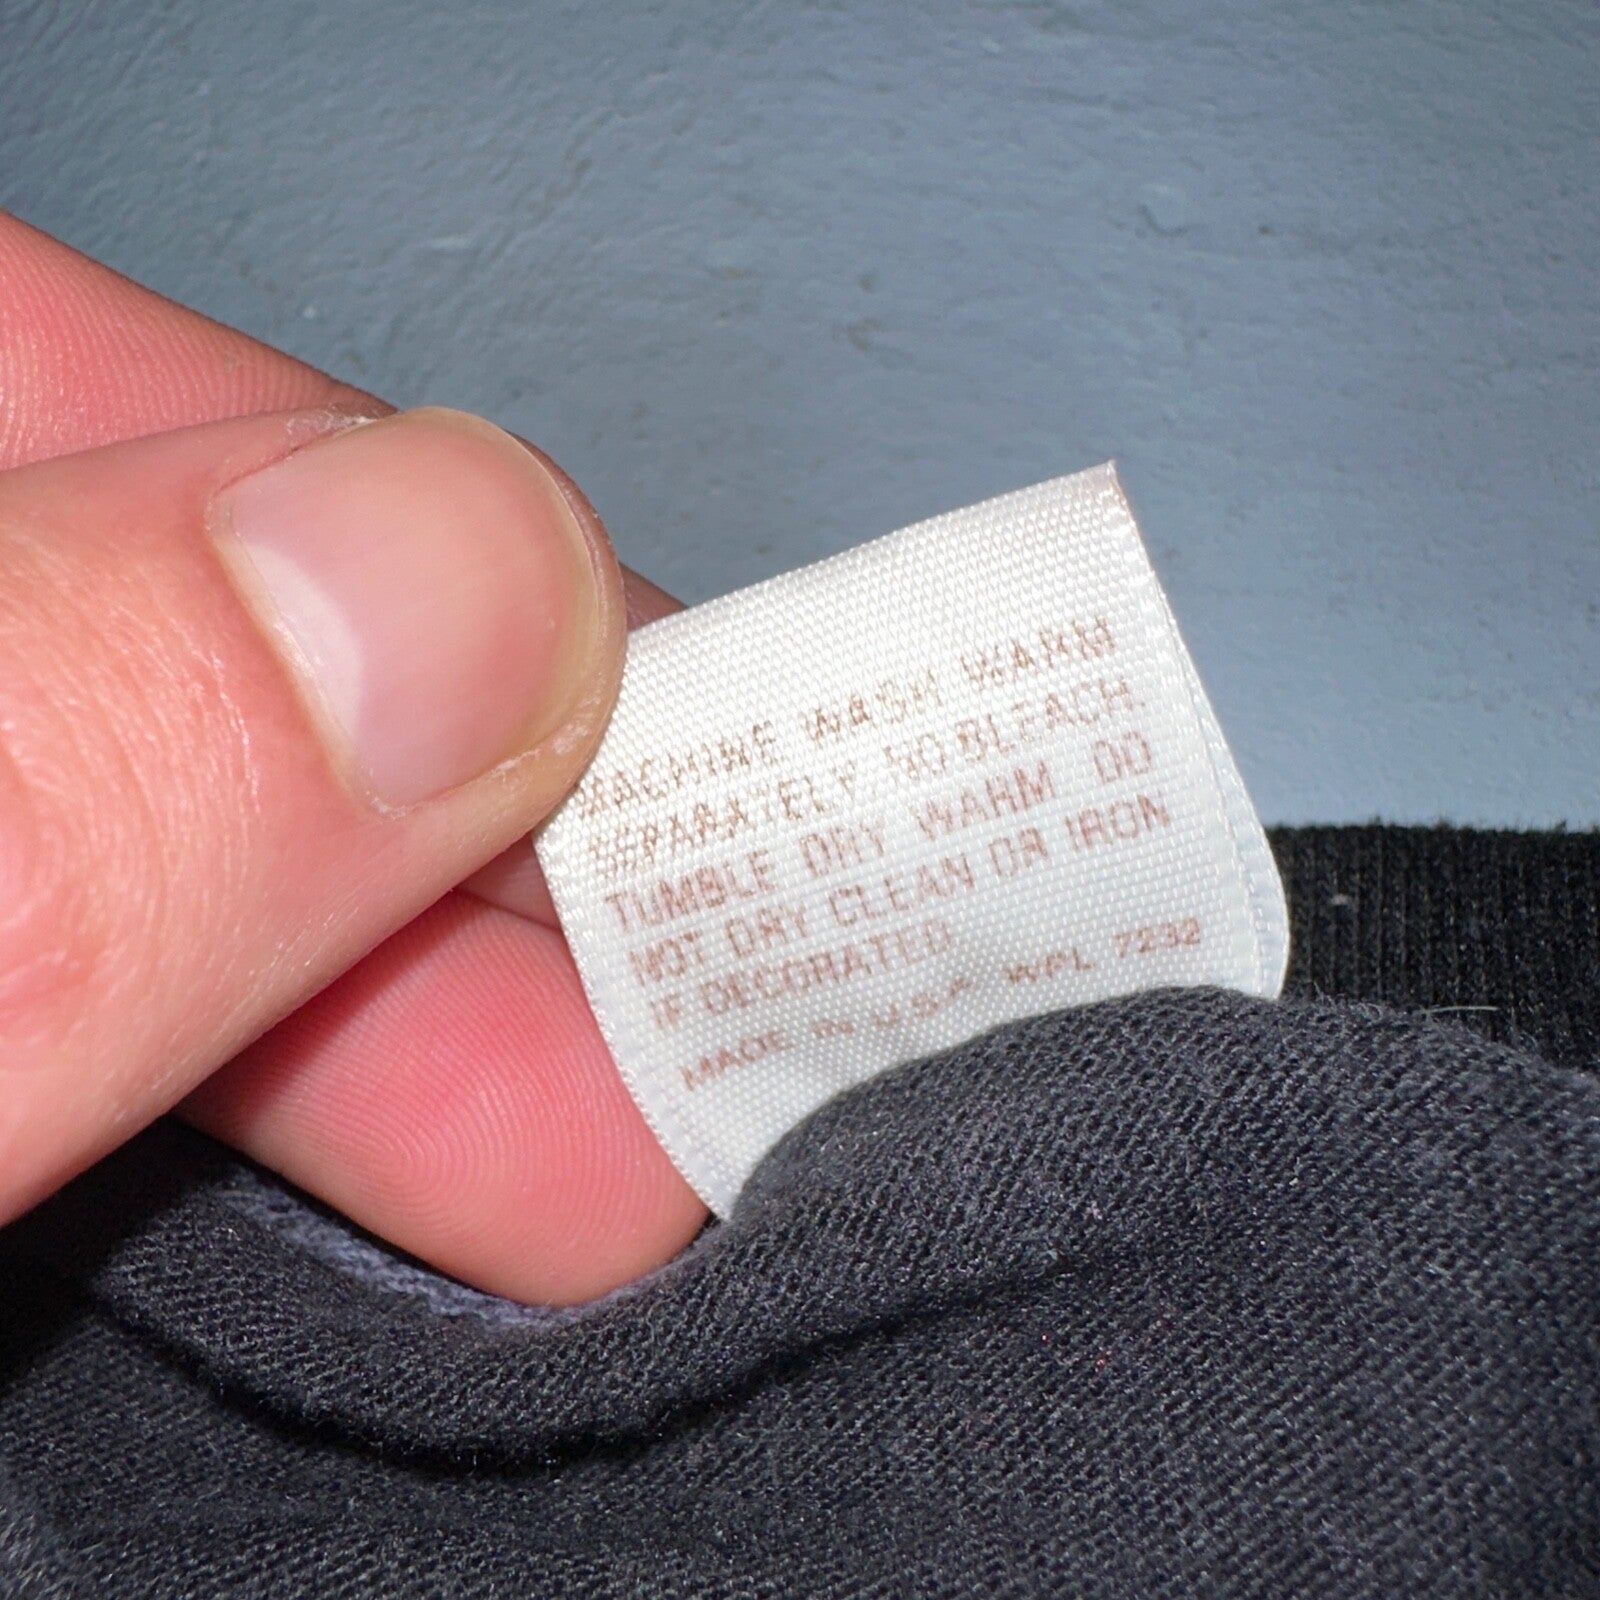 MACHINE WASH WARM
SEPARATELY. NO BLEACH.
TUMBLE DRY WARM DO
NOT DRY CLEAN OR IRON
IF DECORATED.
MADE IN U.S.A. WPL 7232